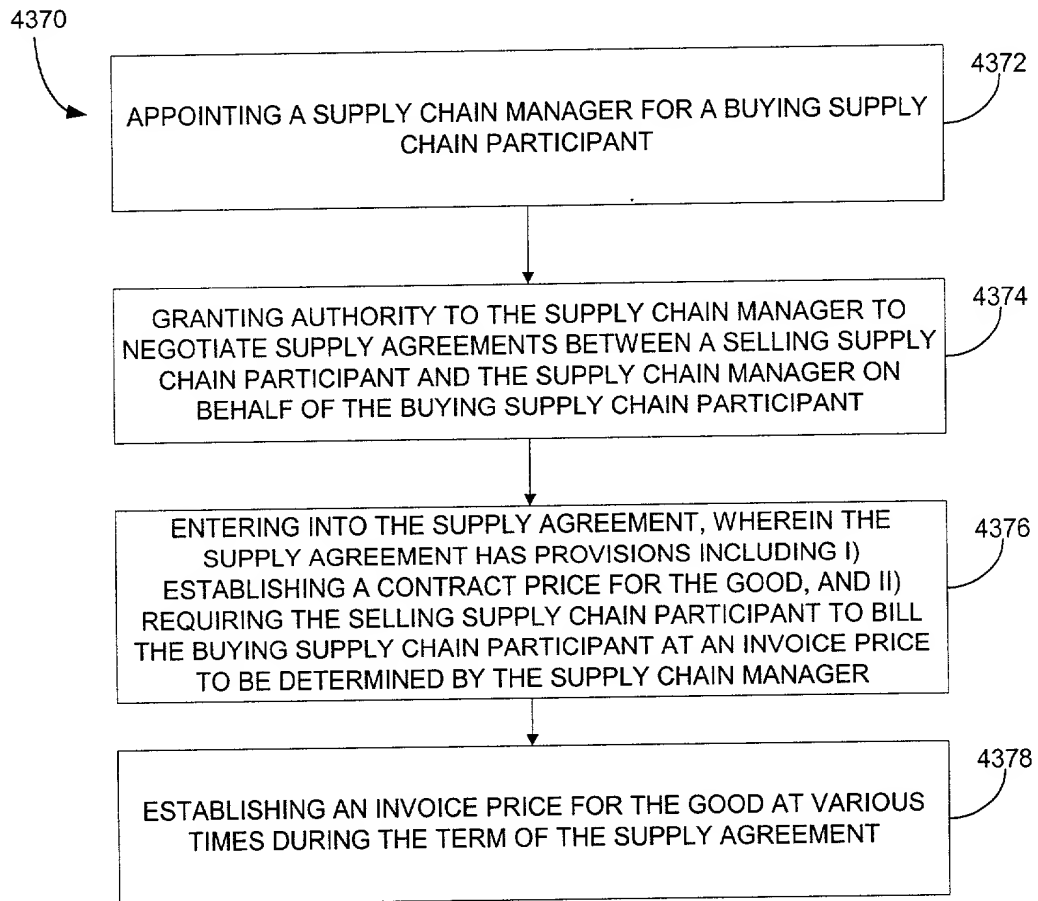 4370
4372
APPOINTING A SUPPLY CHAIN MANAGER FOR A BUYING SUPPLY
CHAIN PARTICIPANT
4374
GRANTING AUTHORITY TO THE SUPPLY CHAIN MANAGER TO
NEGOTIATE SUPPLY AGREEMENTS BETWEEN A SELLING SUPPLY
CHAIN PARTICIPANT AND THE SUPPLY CHAIN MANAGER ON
BEHALF OF THE BUYING SUPPLY CHAIN PARTICIPANT
4376
ENTERING INTO THE SUPPLY AGREEMENT, WHEREIN THE
SUPPLY AGREEMENT HAS PROVISIONS INCLUDING I)
ESTABLISHING A CONTRACT PRICE FOR THE GOOD, AND II)
REQUIRING THE SELLING SUPPLY CHAIN PARTICIPANT TO BILL
THE BUYING SUPPLY CHAIN PARTICIPANT AT AN INVOICE PRICE
TO BE DETERMINED BY THE SUPPLY CHAIN MANAGER
4378
ESTABLISHING AN INVOICE PRICE FOR THE GOOD AT VARIOUS
TIMES DURING THE TERM OF THE SUPPLY AGREEMENT